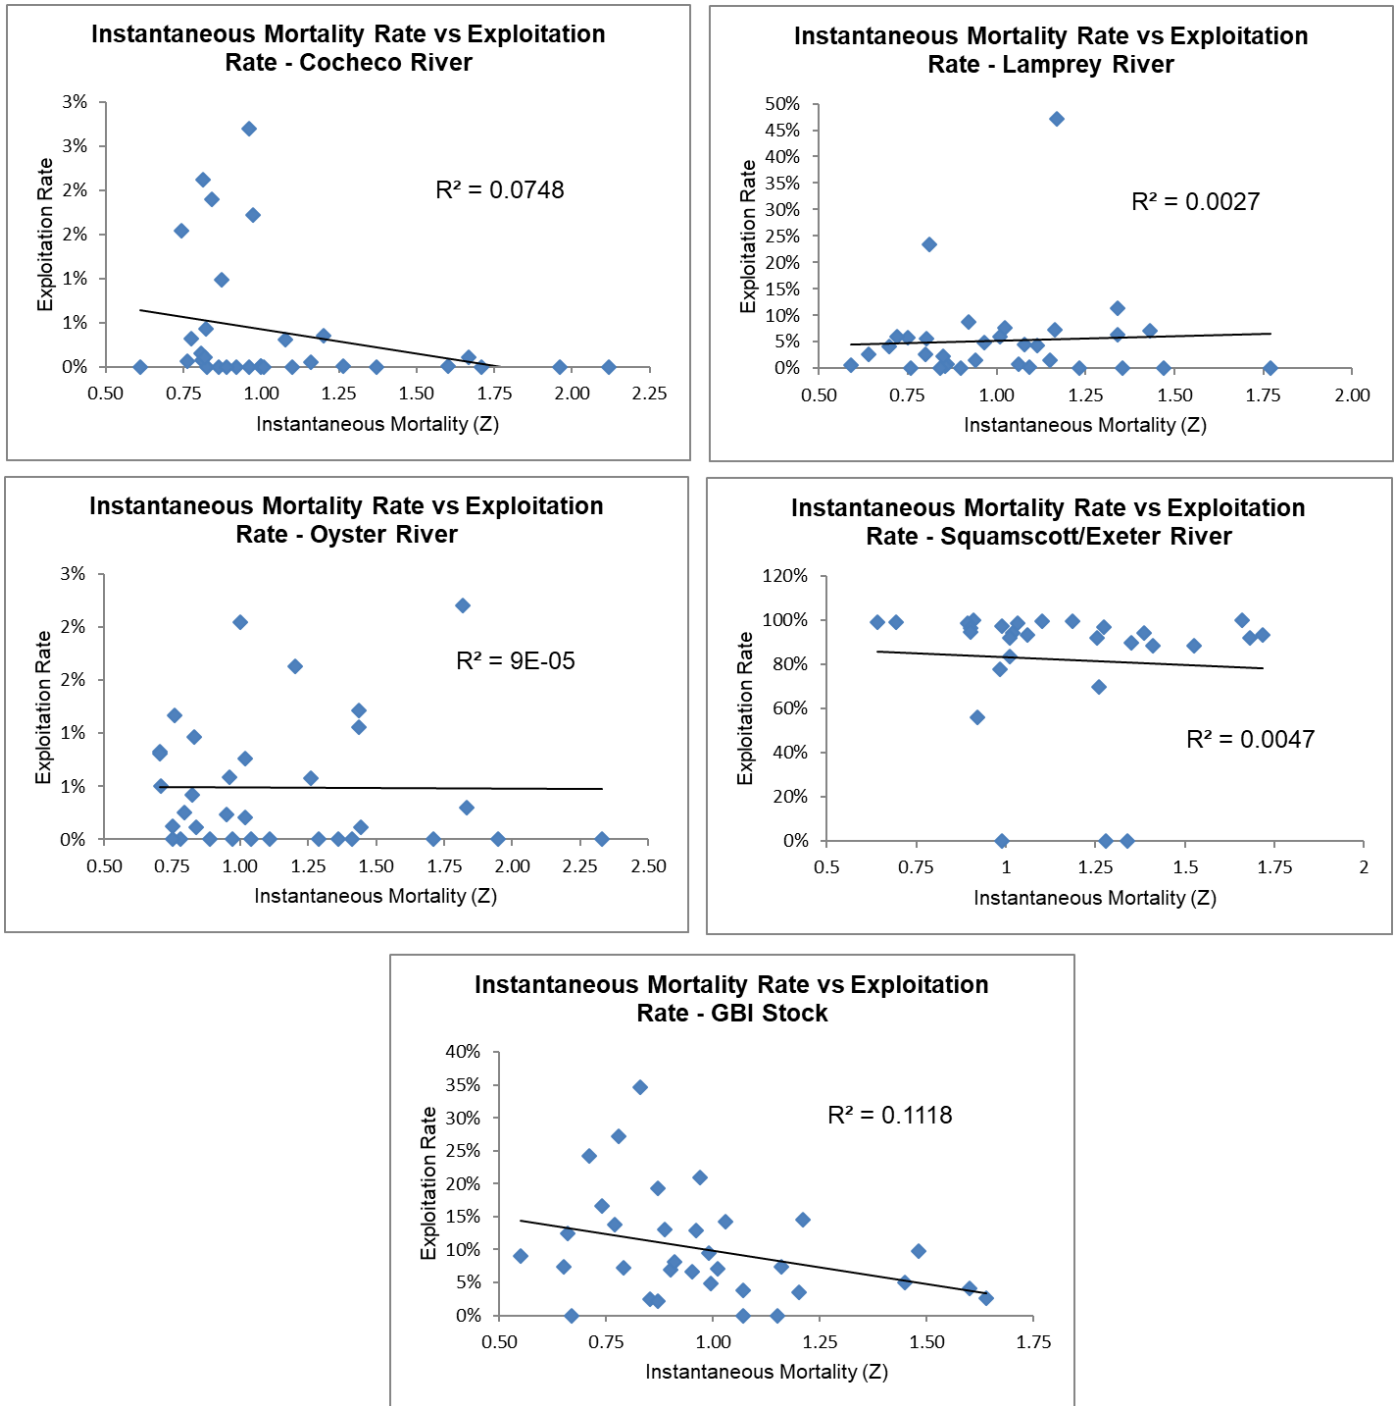 Instantaneous Mortality Rate vs Exploitation
Rate - Cocheco River
3%
3%
2%
2%
1%
1%
0%
Exploitation Rate
R² = 0.0748
0.50 0.75 1.00 1.25 1.50 1.75 2.00 2.25
Instantaneous Mortality (Z)
Instantaneous Mortality Rate vs Exploitation
Rate - Lamprey River
50%
45%
40%
35%
30%
25%
20%
15%
10%
5%
0%
Exploitation Rate
R² = 0.0027
0.50 0.75 1.00 1.25 1.50 1.75 2.00
Instantaneous Mortality (Z)
Instantaneous Mortality Rate vs Exploitation
Rate - Oyster River
3%
2%
2%
1%
1%
0%
Exploitation Rate
R² = 9E-05
0.50 0.75 1.00 1.25 1.50 1.75 2.00 2.25 2.50
Instantaneous Mortality (Z)
Instantaneous Mortality Rate vs Exploitation
Rate - Squamscott/Exeter River
120%
100%
80%
60%
40%
20%
0%
Exploitation Rate
R² = 0.0047
0.5 0.75 1 1.25 1.5 1.75 2
Instantaneous Mortality (Z)
Instantaneous Mortality Rate vs Exploitation
Rate - GBI Stock
40%
35%
30%
25%
20%
15%
10%
5%
0%
Exploitation Rate
R² = 0.1118
0.50 0.75 1.00 1.25 1.50 1.75
Instantaneous Mortality (Z)